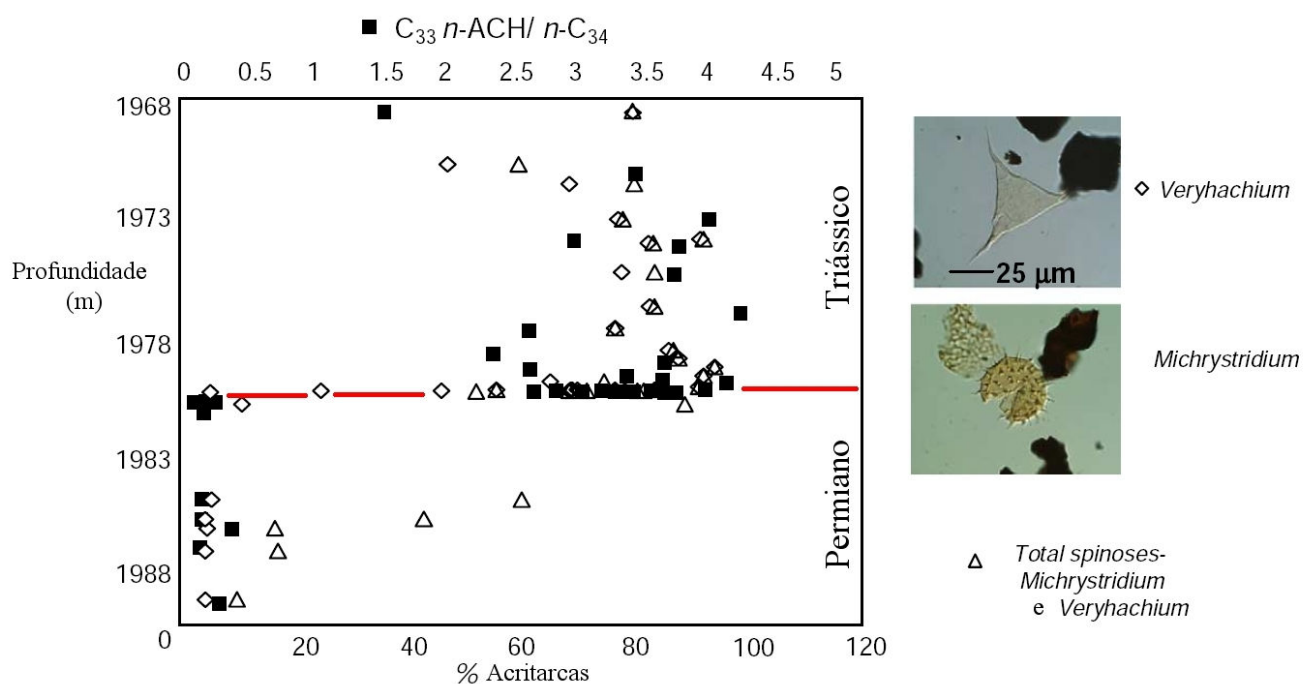 ■ C33 n-ACH/ n-C34
0 0.5 1 1.5 2 2.5 3 3.5 4 4.5 5
1968
1973
1978
1983
1988
Profundidade
(m)
Triássico
Permiano
0 20 40 60 80 100 120
% Acritarcas
25 µm
◇ Veryhachium
Michrystridium
△ Total spinoses-
Michrystridium
e Veryhachium